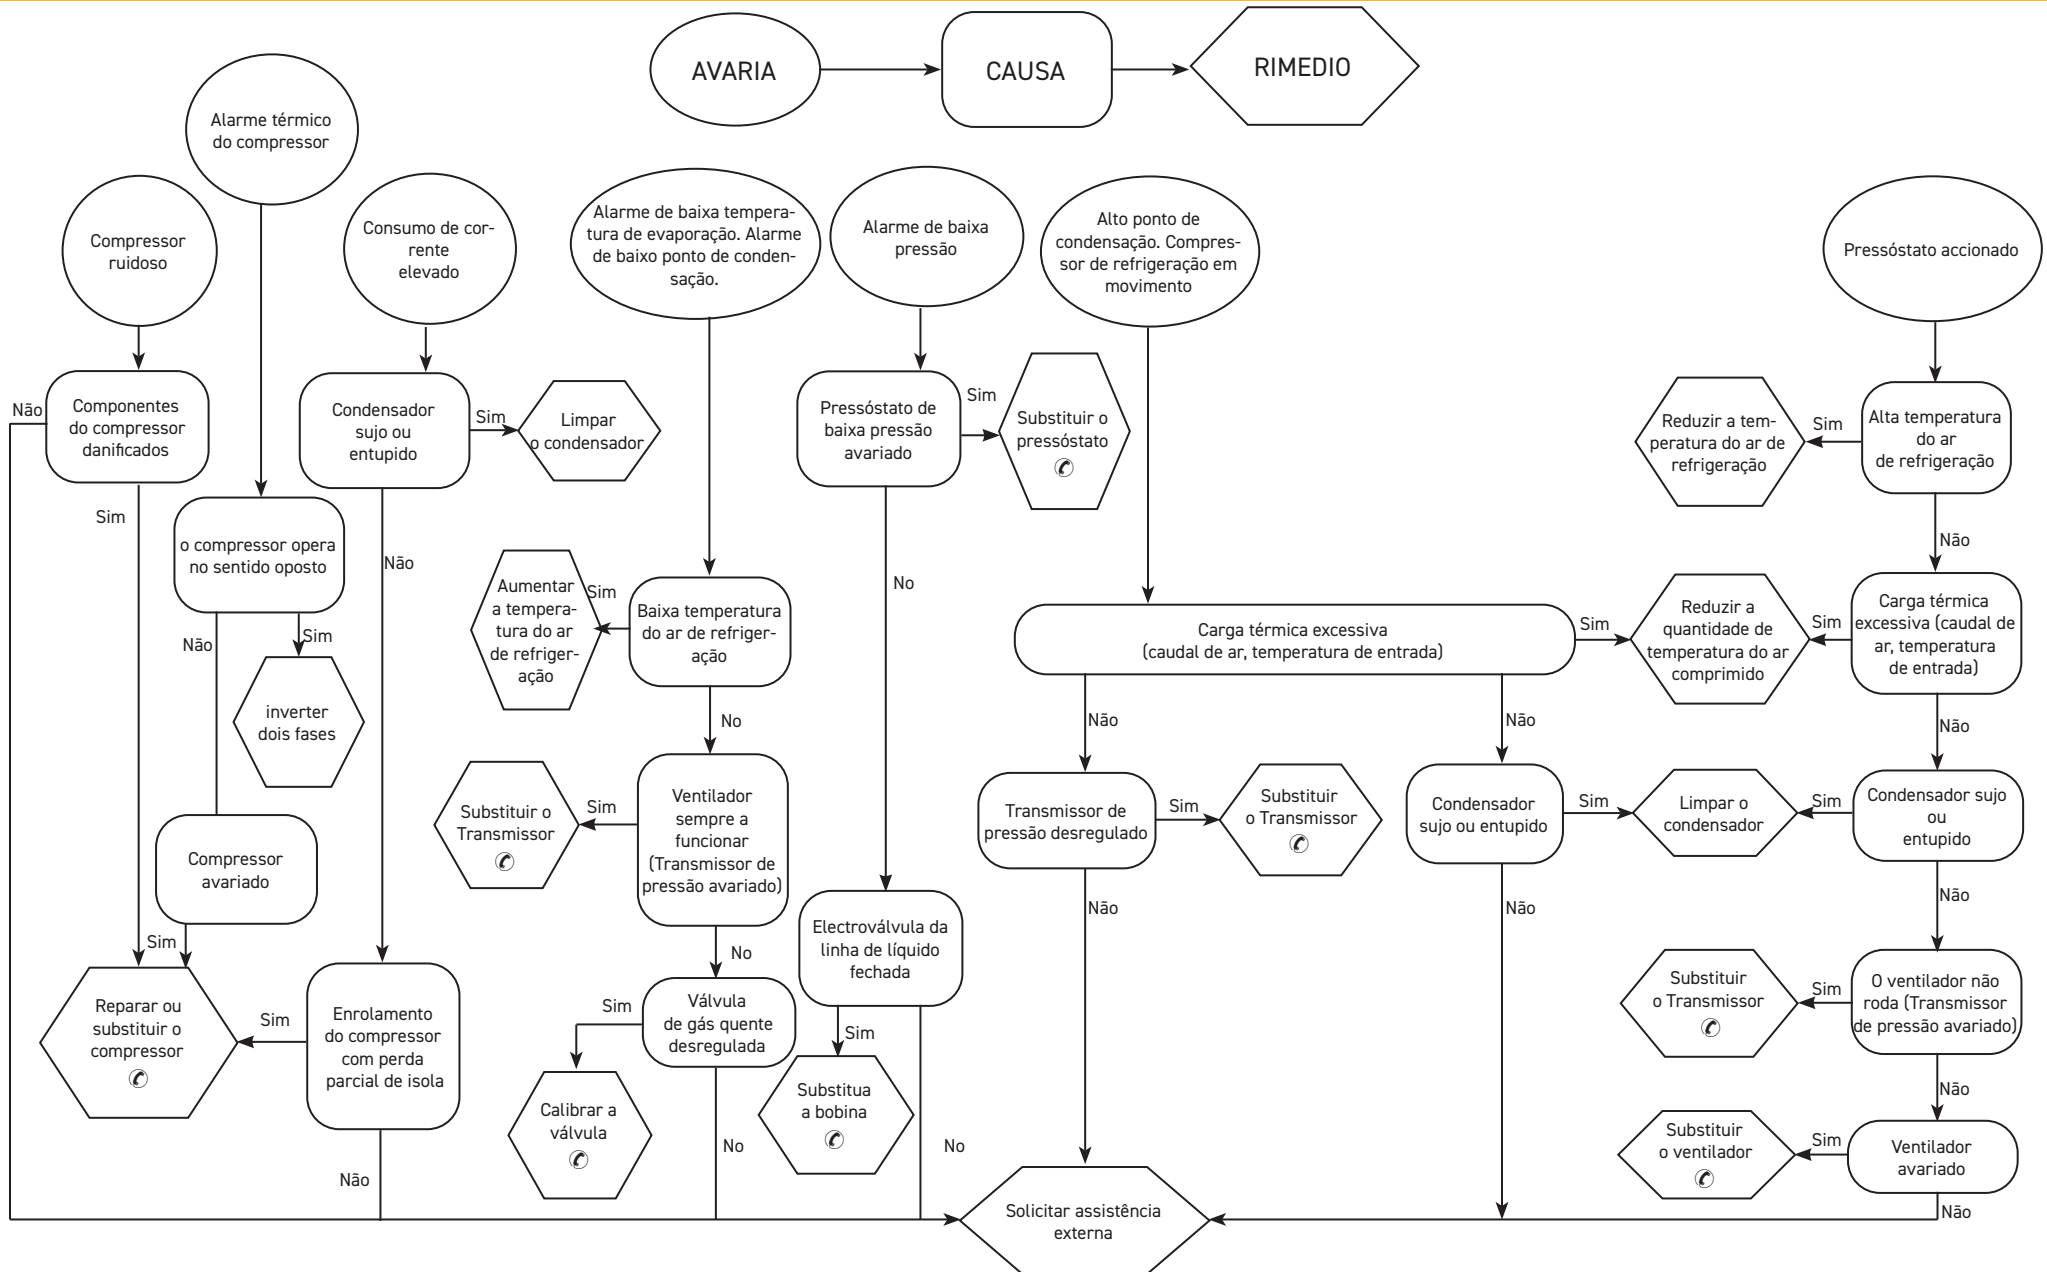 AVARIA
CAUSA
RIMEDIO
Alarme térmico
do compressor
Compressor
ruidoso
Consumo de cor-
rente
elevado
Alarme de baixa tempera-
tura de evaporação. Alarme
de baixo ponto de conden-
sação.
Alarme de baixa
pressão
Alto ponto de
condensação. Compres-
sor de refrigeração em
movimento
Pressóstato accionado
Não
Componentes
do compressor
danificados
Sim
Condensador
sujo ou
entupido
Sim
Limpar
o condensador
Pressóstato de
baixa pressão
avariado
Sim
Substituir o
pressóstato
Reduzir a tem-
peratura do ar de
refrigeração
Sim
Alta temperatura
do ar
de refrigeração
Não
o compressor opera
no sentido oposto
Não
Sim
inverter
dois fases
Não
Aumentar
a tempera-
tura do ar
de refriger-
ação
Sim
Baixa temperatura
do ar de refriger-
ação
No
No
Carga térmica excessiva
(caudal de ar, temperatura de entrada)
Sim
Reduzir a
quantidade de
temperatura do ar
comprimido
Sim
Carga térmica
excessiva (caudal de
ar, temperatura
de entrada)
Não
Não
Não
Substituir o
Transmissor
Sim
Ventilador
sempre a
funcionar
(Transmissor de
pressão avariado)
No
Transmissor de
pressão desregulado
Sim
Substituir
o Transmissor
Condensador
sujo ou entupido
Sim
Limpar o
condensador
Sim
Condensador sujo
ou
entupido
Compressor
avariado
Sim
Não
Não
Não
Electroválvula da
linha de líquido
fechada
Reparar ou
substituir o
compressor
Sim
Enrolamento
do compressor
com perda
parcial de isola
Não
Sim
Válvula
de gás quente
desregulada
Calibrar a
válvula
No
Sim
Substitua
a bobina
No
Substituir
o Transmissor
Sim
O ventilador não
roda (Transmissor
de pressão avariado)
Não
Substituir
o ventilador
Sim
Ventilador
avariado
Não
Solicitar assistência
externa